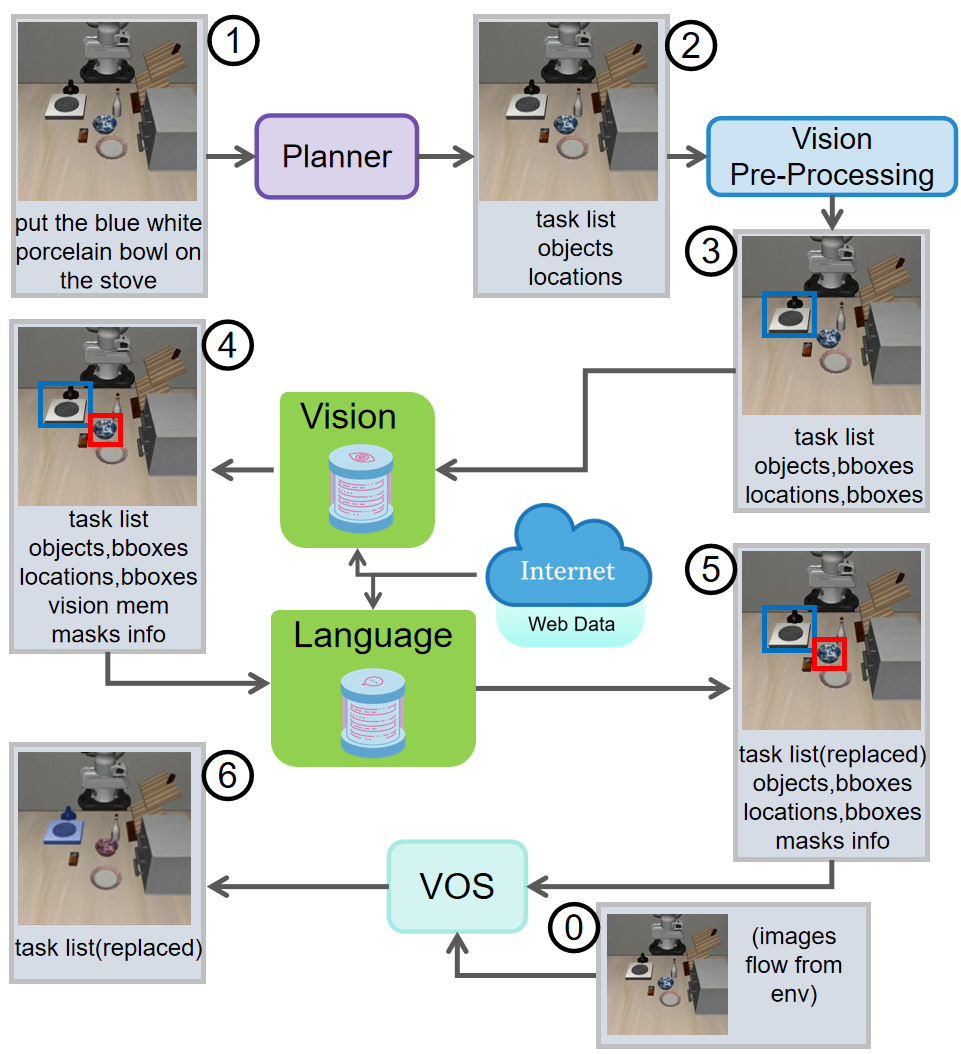 1
put the blue white
porcelain bowl on
the stove
Planner
2
task list
objects
locations
Vision
Pre-Processing
3
task list
objects,bboxes
locations,bboxes
4
task list
objects,bboxes
locations,bboxes
vision mem
masks info
Vision
Internet
Web Data
Language
5
task list(replaced)
objects,bboxes
locations,bboxes
masks info
6
task list(replaced)
VOS
0
(images
flow from
env)